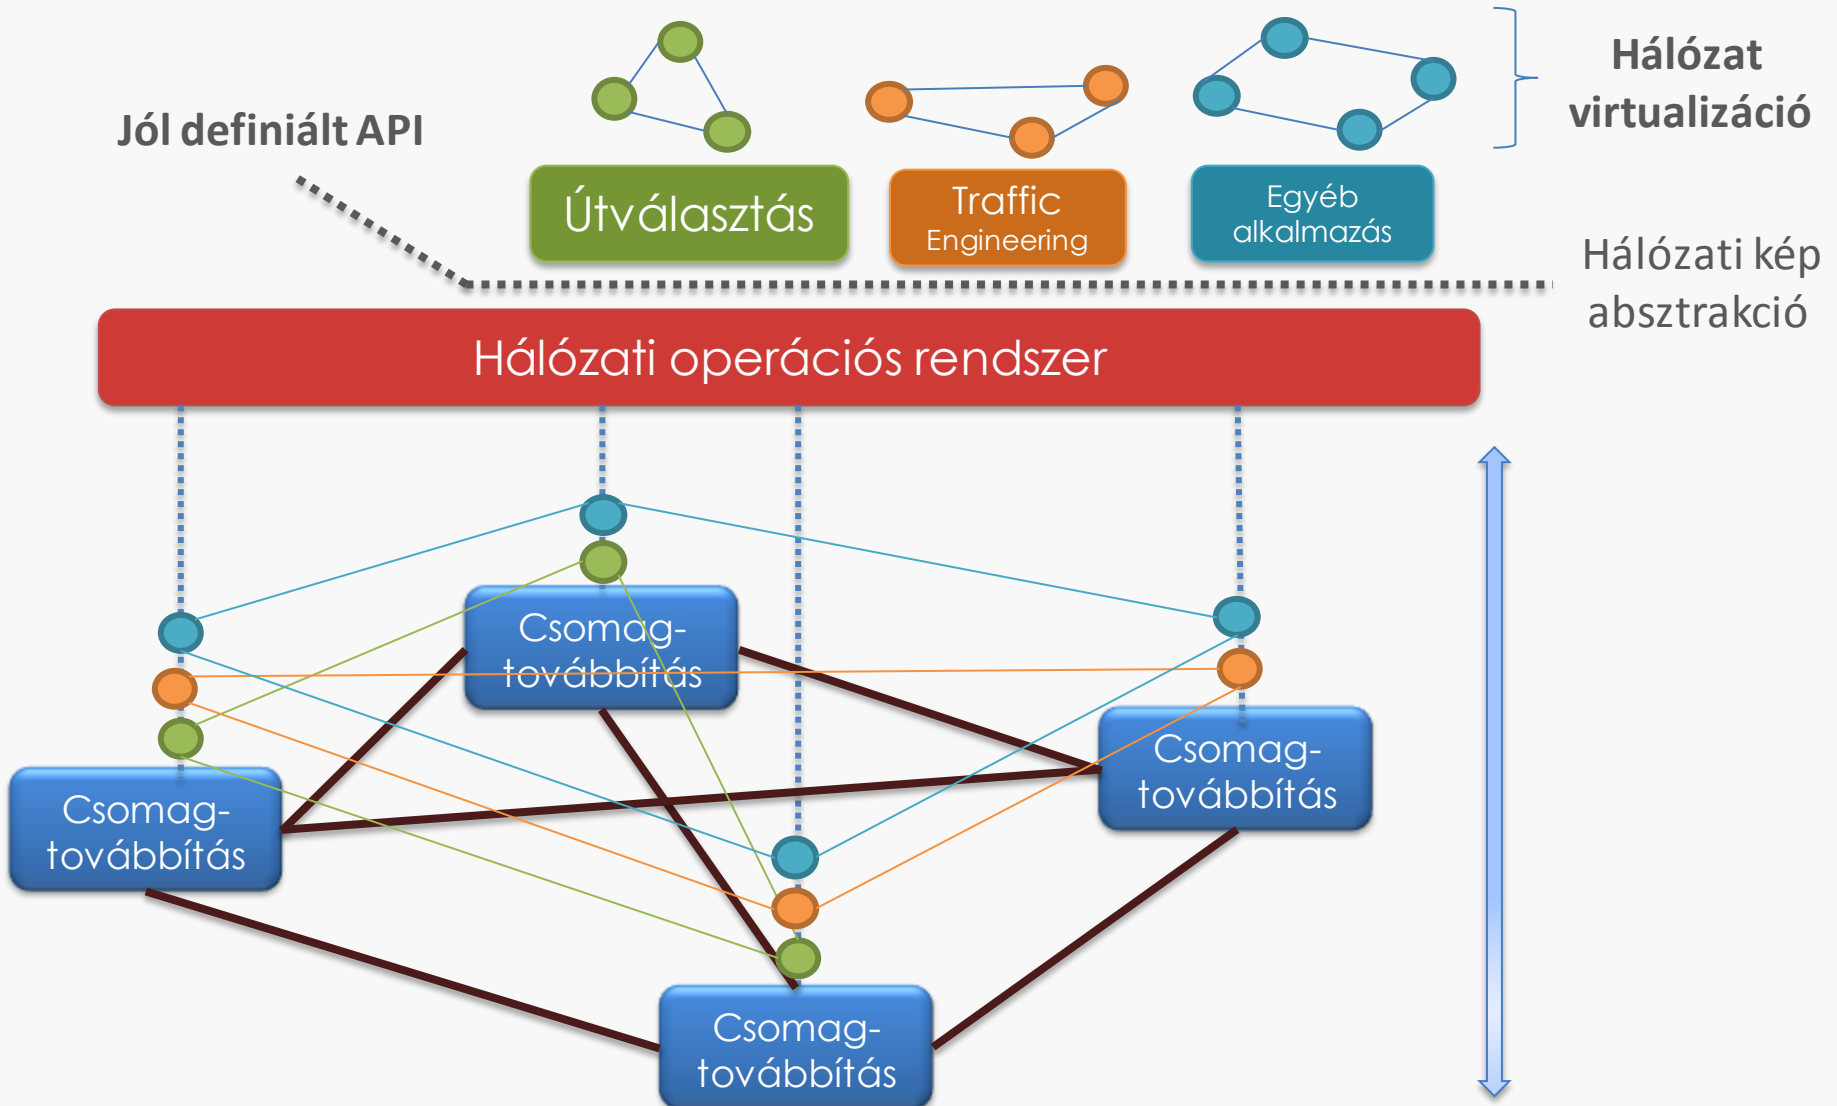 Hálózat
virtualizáció
Jól definiált API
Útválasztás
Traffic
Engineering
Egyéb
alkalmazás
Hálózati kép
absztrakció
Hálózati operációs rendszer
Csomag-
továbbítás
Csomag-
továbbítás
Csomag-
továbbítás
Csomag-
továbbítás